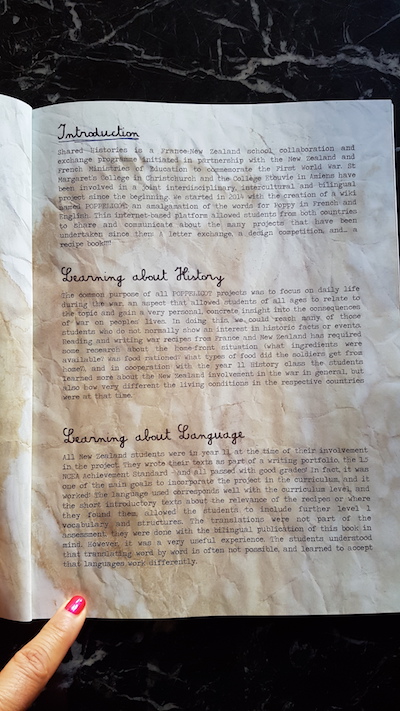 Introduction
Shared Histories is a France-New Zealand school collaboration and
exchange program, initiated in partnership with the New Zealand and
French Ministries of Education to commemorate the First World War. St
Margaret's College in Christchurch and the College Etouvie in Amiens have
been involved in a joint interdisciplinary, intercultural and bilingual
project since the beginning. We started in 2014 with the creation of a wiki
named POPPELICOT, an amalgamation of the words for Poppy in French and
English. This internet-based platform allowed students from both countries
to share and communicate about the many projects that have been
undertaken since then: A letter exchange, a design competition, and... a
recipe book!!!!
Learning about History
The common purpose of all POPPELICOT projects was to focus on daily life
during the war, an aspect that allowed students of all ages to relate to
the topic and gain a very personal, concrete insight into the consequences
of war on peoples' lives. In doing this we could reach many of those
students who do not normally show an interest in historic facts or events.
Reading and writing war recipes from France and New Zealand has required
some research about the home-front situation (what ingredients were
available? was food rationed? what types of food did the soldiers get from
home?), and in cooperation with the year 11 History class the students
learned more about the New Zealand involvement in the war in general, but
also how very different the living conditions in the respective countries
were at that time.
Learning about Language
All New Zealand students were in year 11 at the time of their involvement
in the project. They wrote their texts as part of a writing portfolio, the 1.5
NCEA Achievement Standard - and all passed with good grades! In fact, it was
one of the main goals to incorporate the project in the curriculum, and it
worked! The language used corresponds well with the curriculum level, and
the short introductory texts about the relevance of the recipes or where
they found them, allowed the students to include further level 1
vocabulary and structures. The translations were not part of the
assessment, they were done with the bilingual publication of this book in
mind. However, it was a very useful experience. The students understood
that translating word by word is often not possible, and learned to accept
that languages work differently.